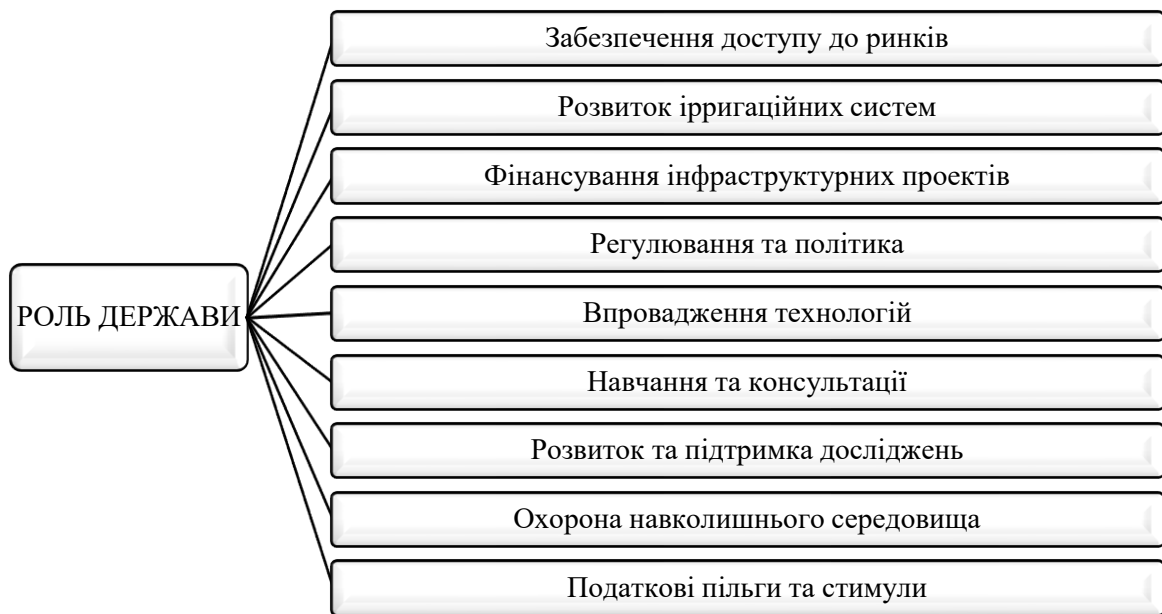 Забезпечення доступу до ринків
Розвиток ірригаційних систем
Фінансування інфраструктурних проектів
Регулювання та політика
РОЛЬ ДЕРЖАВИ
Впровадження технологій
Навчання та консультації
Розвиток та підтримка досліджень
Охорона навколишнього середовища
Податкові пільги та стимули